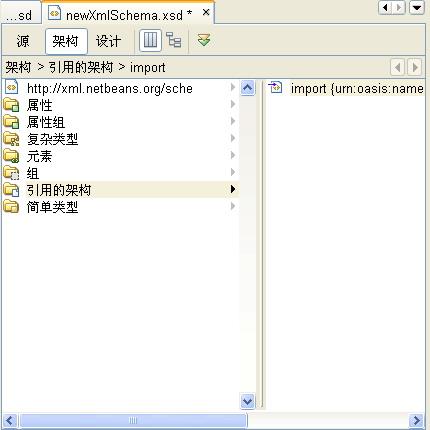 ...sd newXmlSchema.xsd *
源 架构 设计
架构 > 引用的架构 > import
http://xml.netbeans.org/sche
属性
属性组
复杂类型
元素
组
引用的架构
简单类型
import {urn:oasis:name